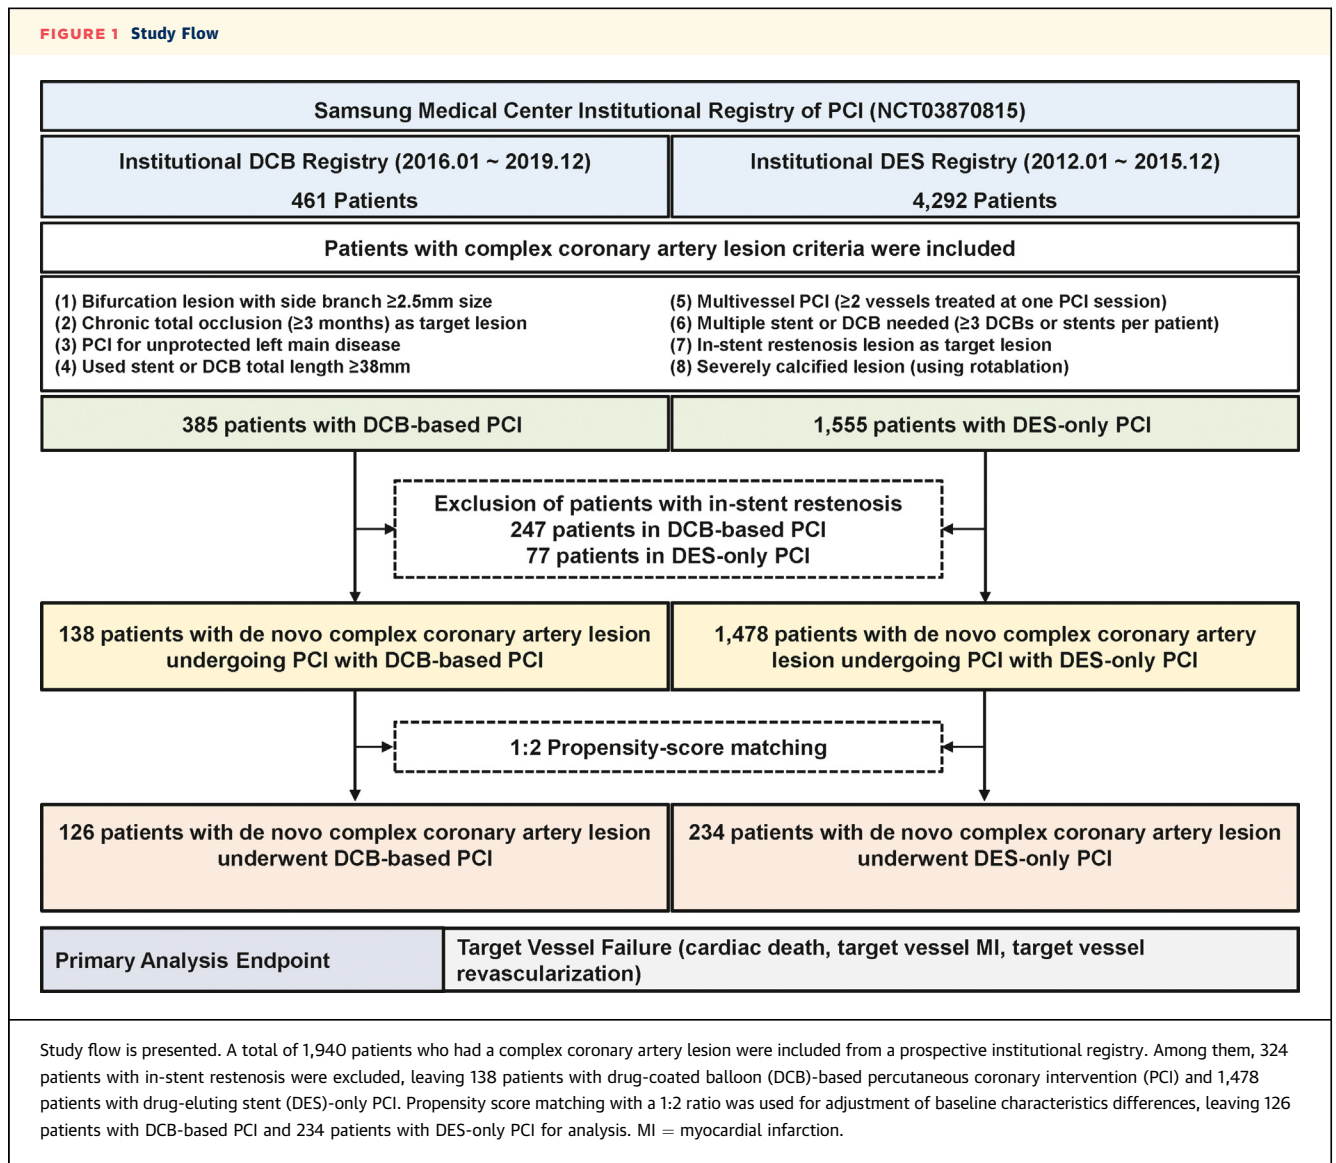 FIGURE 1 Study Flow
Samsung Medical Center Institutional Registry of PCI (NCT03870815)
Institutional DCB Registry (2016.01 ~ 2019.12)
461 Patients
Institutional DES Registry (2012.01 ~ 2015.12)
4,292 Patients
Patients with complex coronary artery lesion criteria were included
(1) Bifurcation lesion with side branch ≥2.5mm size
(2) Chronic total occlusion (≥3 months) as target lesion
(3) PCI for unprotected left main disease
(4) Used stent or DCB total length ≥38mm
(5) Multivessel PCI (≥2 vessels treated at one PCI session)
(6) Multiple stent or DCB needed (≥3 DCBs or stents per patient)
(7) In-stent restenosis lesion as target lesion
(8) Severely calcified lesion (using rotablation)
385 patients with DCB-based PCI
1,555 patients with DES-only PCI
Exclusion of patients with in-stent restenosis
247 patients in DCB-based PCI
77 patients in DES-only PCI
138 patients with de novo complex coronary artery lesion
undergoing PCI with DCB-based PCI
1,478 patients with de novo complex coronary artery
lesion undergoing PCI with DES-only PCI
1:2 Propensity-score matching
126 patients with de novo complex coronary artery lesion
underwent DCB-based PCI
234 patients with de novo complex coronary artery lesion
underwent DES-only PCI
Primary Analysis Endpoint
Target Vessel Failure (cardiac death, target vessel MI, target vessel
revascularization)
Study flow is presented. A total of 1,940 patients who had a complex coronary artery lesion were included from a prospective institutional registry. Among them, 324
patients with in-stent restenosis were excluded, leaving 138 patients with drug-coated balloon (DCB)-based percutaneous coronary intervention (PCI) and 1,478
patients with drug-eluting stent (DES)-only PCI. Propensity score matching with a 1:2 ratio was used for adjustment of baseline characteristics differences, leaving 126
patients with DCB-based PCI and 234 patients with DES-only PCI for analysis. MI = myocardial infarction.